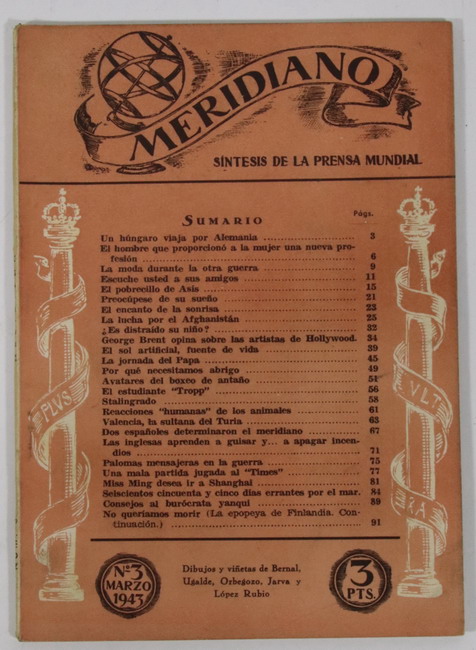 MERIDIANO
SÍNTESIS DE LA PRENSA MUNDIAL
SUMARIO
Págs.
Un húngaro viaja por Alemania ........................ 3
El hombre que proporcionó a la mujer una nueva pro-
fesión ........................ 6
La moda durante la otra guerra ........................ 9
Escuche usted a sus amigos ........................ 11
El pobrecillo de Asís ........................ 15
Preocúpese de su sueño ........................ 21
El encanto de la sonrisa ........................ 23
La lucha por el Afghanistán ........................ 25
¿Es distraído su niño? ........................ 32
George Brent opina sobre las artistas de Hollywood. 34
El sol artificial, fuente de vida ........................ 39
La jornada del Papa ........................ 45
Por qué necesitamos abrigo ........................ 49
Avatares del boxeo de antaño ........................ 51
El estudiante "Tropp" ........................ 56
Stalingrado ........................ 58
Reacciones "humanas" de los animales ........................ 61
Valencia, la sultana del Turia ........................ 63
Dos españoles determinaron el meridiano ........................ 67
Las inglesas aprenden a guisar y... a apagar incen-
dios ........................ 71
Palomas mensajeras en la guerra ........................ 75
Una mala partida jugada al "Times" ........................ 77
Miss Ming desea ir a Shanghai ........................ 81
Seiscientos cincuenta y cinco días errantes por el mar. 84
Consejos al burócrata yanqui ........................ 89
No queríamos morir (La epopeya de Finlandia. Con-
tinuación.) ........................ 91
PLVS
VLT
RA
Nº 3
MARZO
1943
Dibujos y viñetas de Bernal,
Ugalde, Orbegozo, Jarva y
López Rubio
3
PTS.